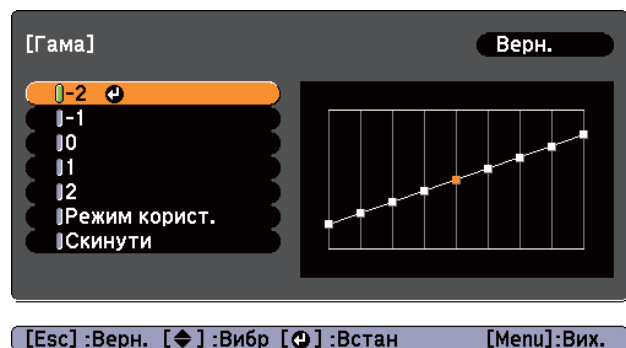 [Гама]
Верн.
-2
-1
0
1
2
Режим корист.
Скинути
[Esc] :Верн. [◆] :Вибр [↵] :Встан [Menu]:Вих.